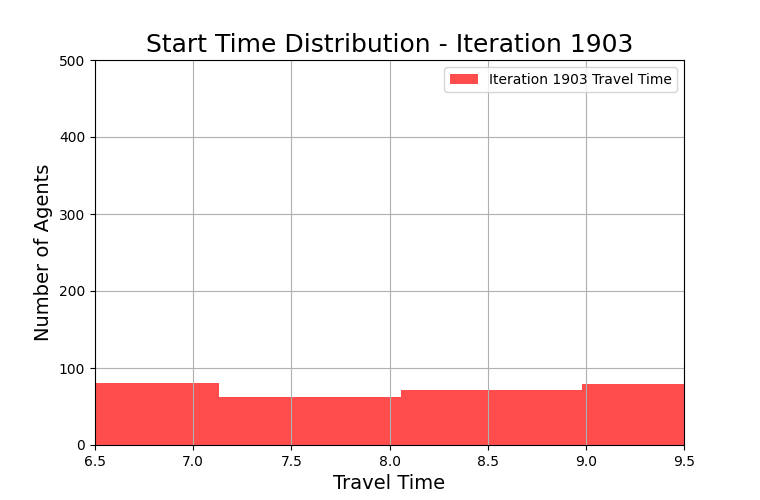 Start Time Distribution - Iteration 1903
500
400
300
200
100
0
Number of Agents
Iteration 1903 Travel Time
6.5 7.0 7.5 8.0 8.5 9.0 9.5
Travel Time